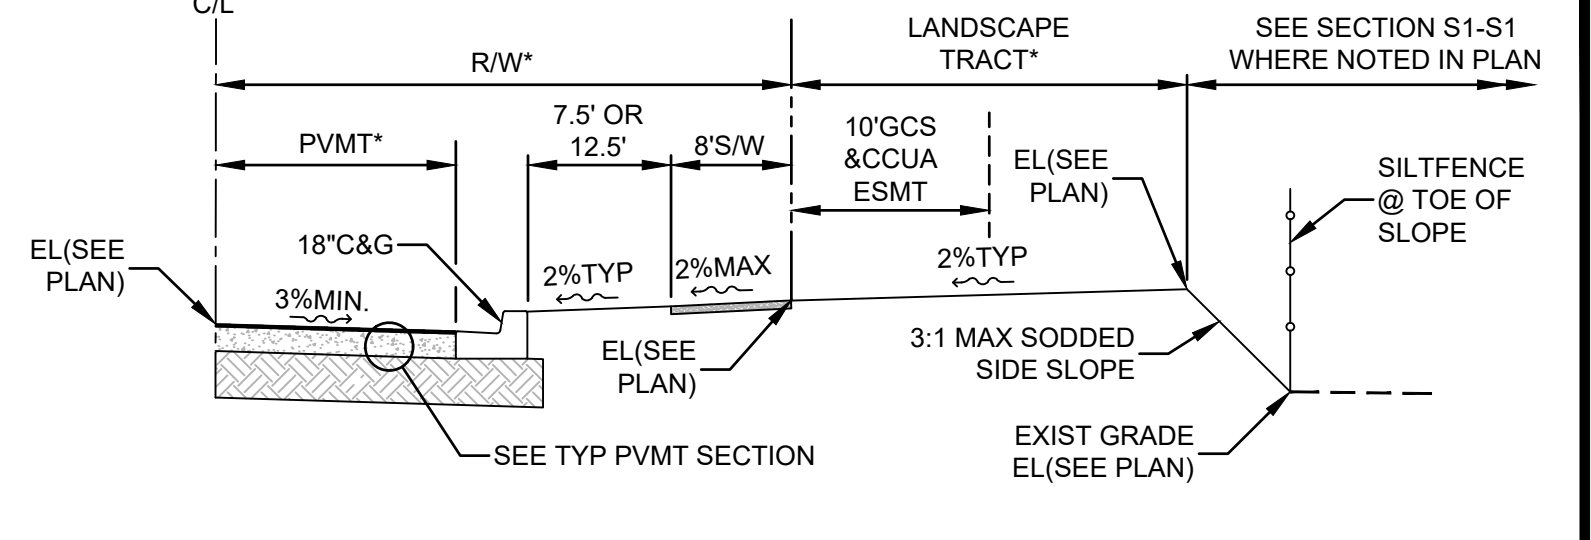 C/L
R/W*
LANDSCAPE
TRACT*
SEE SECTION S1-S1
WHERE NOTED IN PLAN
PVMT*
7.5' OR
12.5'
8'S/W
10'GCS
&CCUA
ESMT
EL(SEE
PLAN)
SILTFENCE
@ TOE OF
SLOPE
EL(SEE
PLAN)
18"C&G
3%MIN.
2%TYP
2%MAX
2%TYP
EL(SEE
PLAN)
3:1 MAX SODDED
SIDE SLOPE
SEE TYP PVMT SECTION
EXIST GRADE
EL(SEE PLAN)